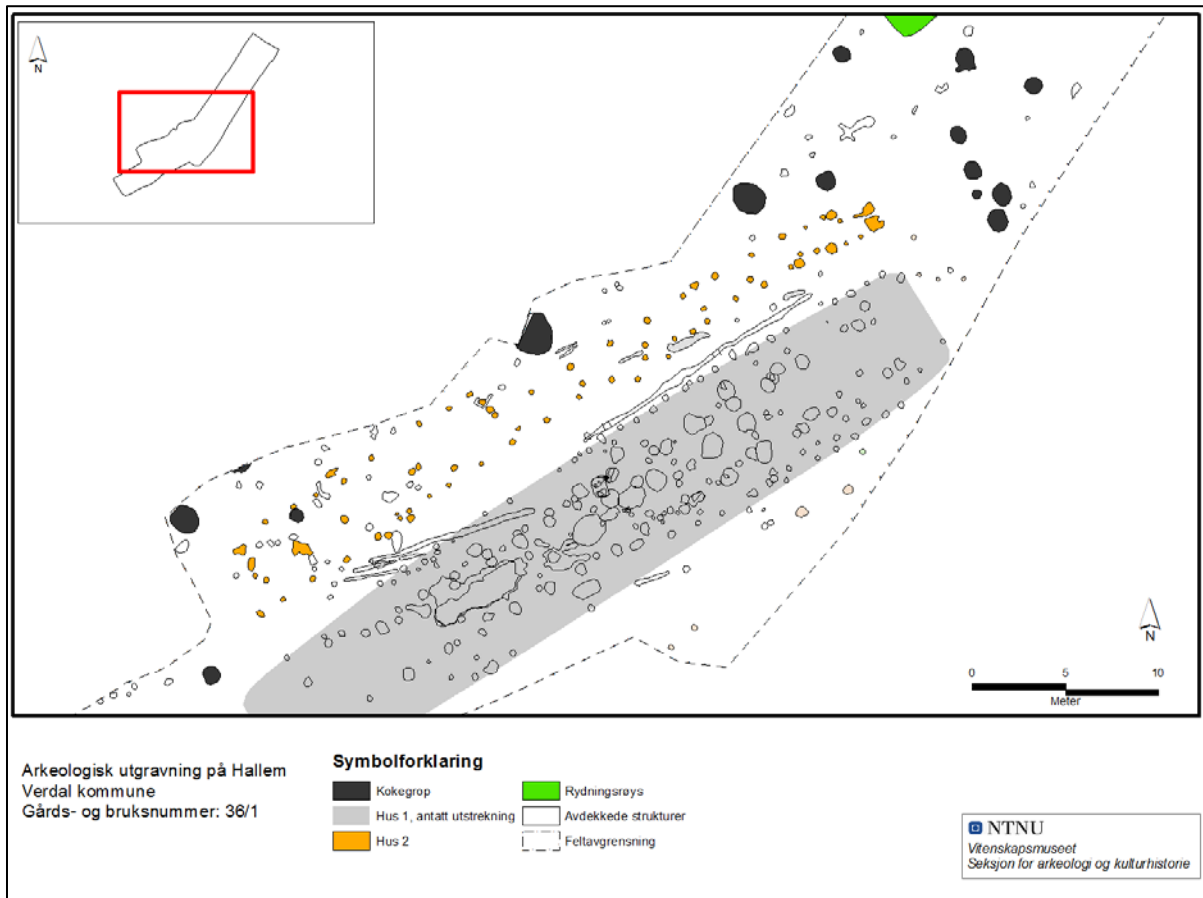 N
N
0 5 10
Meter
Arkeologisk utgravning på Hallem
Verdal kommune
Gårds- og bruksnummer: 36/1
Symbolforklaring
Kokegrop
Hus 1, antatt utstrekning
Hus 2
Rydningsrøys
Avdekkede strukturer
Feltavgrensning
NTNU
Vitenskapsmuseet
Seksjon for arkeologi og kulturhistorie